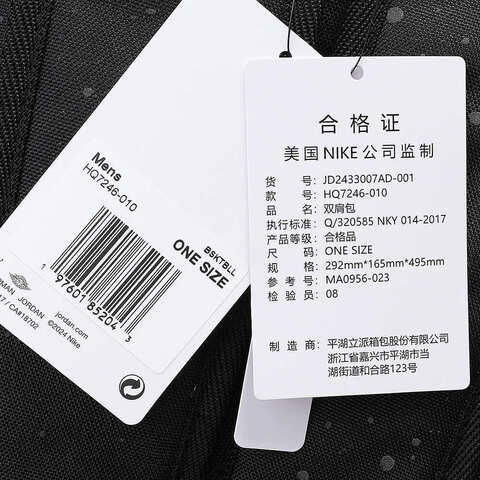 Mens
HQ7246-010
BSKTBLL
ONE SIZE
1 97601 85204 3
JORDAN
jordan.com
©2024 Nike
合格证
美国NIKE公司监制
货 号: JD2433007AD-001
款 号: HQ7246-010
品 名: 双肩包
执行标准: Q/320585 NKY 014-2017
产品等级: 合格品
尺 码: ONE SIZE
规 格: 292mm*165mm*495mm
参 考 号: MA0956-023
检 验 员: 08
制 造 商: 平湖立派箱包股份有限公司
浙江省嘉兴市平湖市当
湖街道和合路123号